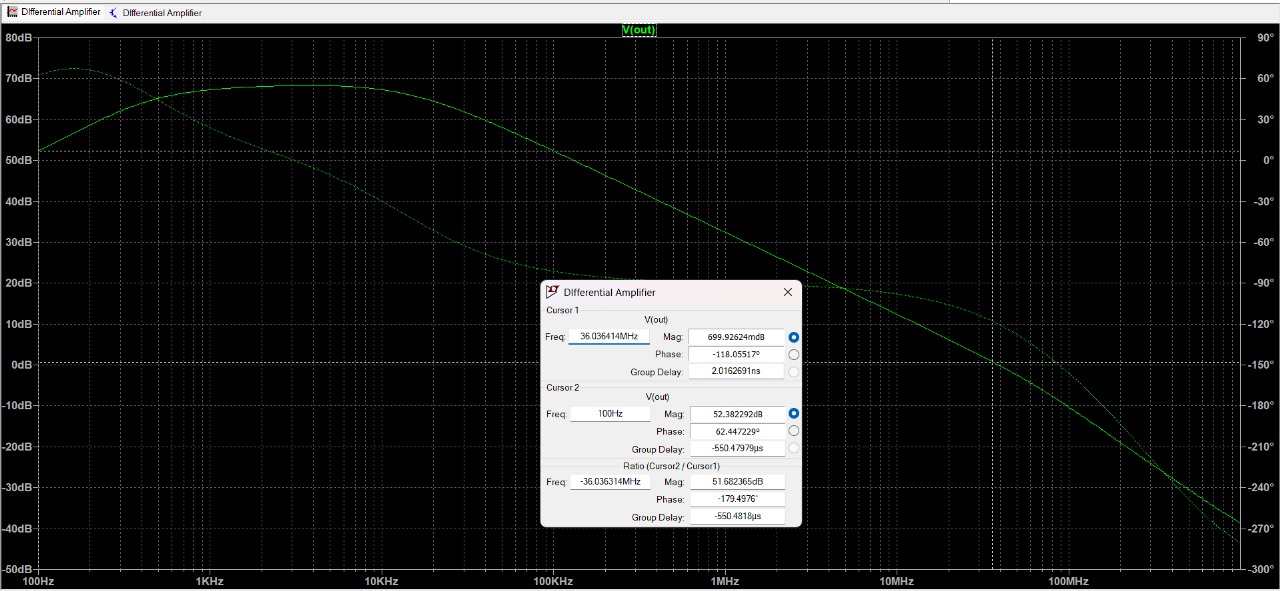 DIfferential Amplifier DIfferential Amplifier
V(out)
80dB 90°
70dB 60°
60dB 30°
50dB 0°
40dB -30°
30dB -60°
20dB -90°
10dB -120°
0dB -150°
-10dB -180°
-20dB -210°
-30dB -240°
-40dB -270°
-50dB -300°
100Hz 1KHz 10KHz 100KHz 1MHz 10MHz 100MHz
DIfferential Amplifier
Cursor 1
V(out)
Freq: 36.036414MHz Mag: 699.92624mdB
Phase: -118.05517°
Group Delay: 2.0162691ns
Cursor 2
V(out)
Freq: 100Hz Mag: 52.382292dB
Phase: 62.447229°
Group Delay: -550.47979µs
Ratio (Cursor2 / Cursor1)
Freq: -36.036314MHz Mag: 51.682365dB
Phase: -179.4976°
Group Delay: -550.4818µs